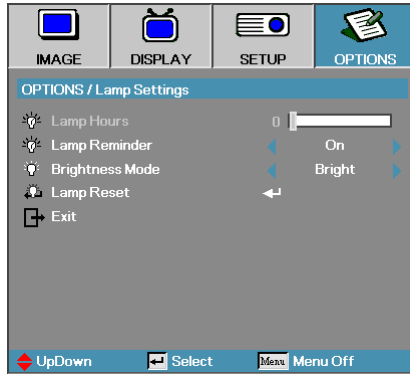 IMAGE DISPLAY SETUP OPTIONS
OPTIONS / Lamp Settings
Lamp Hours 0
Lamp Reminder On
Brightness Mode Bright
Lamp Reset
Exit
UpDown Select Menu Menu Off